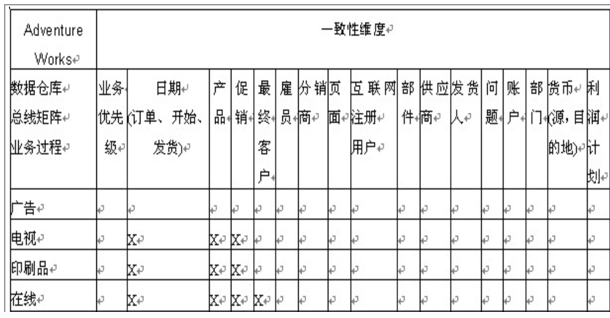 Adventure Works 一致性维度
数据仓库总线矩阵业务过程 业务优先级 日期(订单、开始、发货) 产品 促销 最终客户 雇员 分销商 页面 互联网注册用户 部件 供应商 发货人 问题 账户 部门 货币(源，目的地) 利润计划
广告
电视 X X X
印刷品 X X X
在线 X X X X